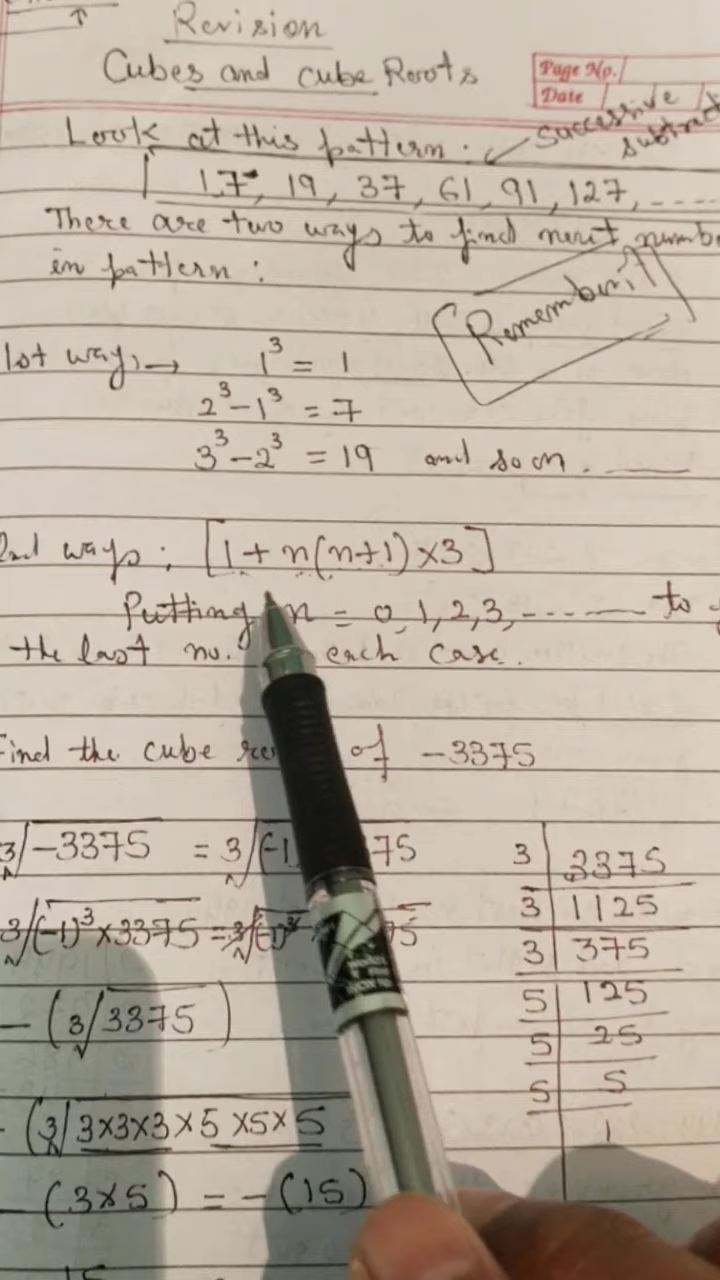 Revision
Cubes and cube Roots
Page No.
Date
Successive
Look at this pattern :
1, 7, 19, 37, 61, 91, 127, ....
There are two ways to find next numbe
in pattern :
Remember!
1st way, → 1³ = 1
2³ - 1³ = 7
3³ - 2³ = 19 and so on .
2nd ways : [1 + n(n+1) × 3]
Putting n = 0, 1, 2, 3, ...... to
the last no. each case.
Find the cube of -3375
∛-3375 = ∛(-1) 75
∛(-1)³ × 3375 =
- (∛3375)
- (∛3×3×3×5×5×5
- (3×5) = -(15)
15
3 | 3375
3 | 1125
3 | 375
5 | 125
5 | 25
5 | 5
| 1